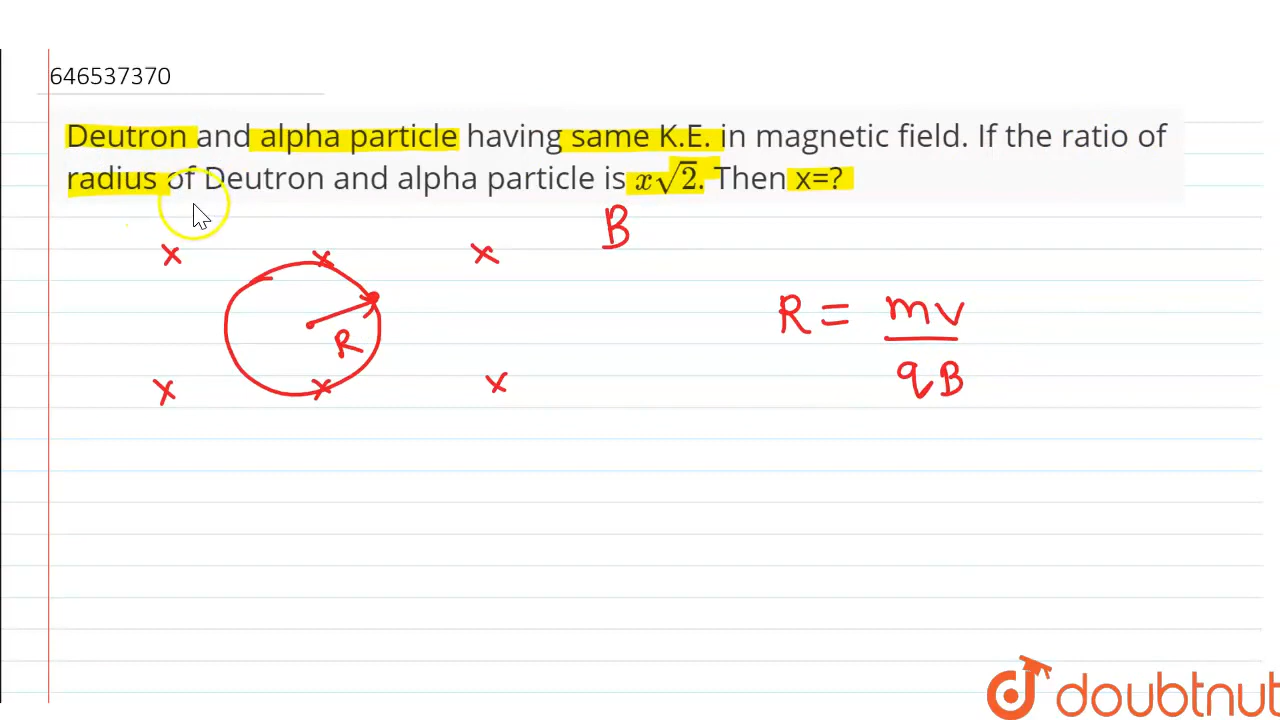 646537370
Deutron and alpha particle having same K.E. in magnetic field. If the ratio of
radius of Deutron and alpha particle is x√2. Then x=?
B
x x x
R
x x x
R = mv
qB
doubtnut